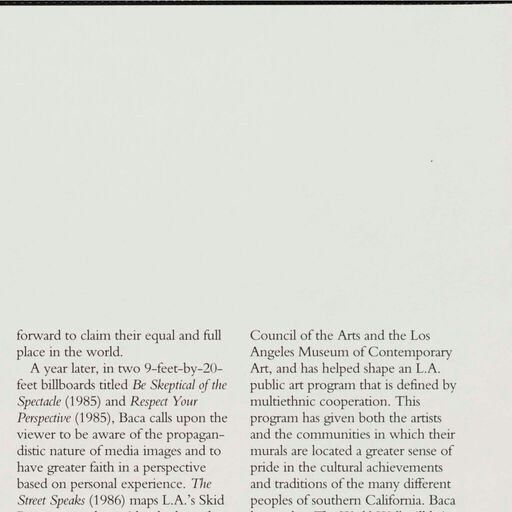 forward to claim their equal and full
place in the world.
A year later, in two 9-feet-by-20-
feet billboards titled Be Skeptical of the
Spectacle (1985) and Respect Your
Perspective (1985), Baca calls upon the
viewer to be aware of the propagan-
distic nature of media images and to
have greater faith in a perspective
based on personal experience. The
Street Speaks (1986) maps L.A.'s Skid
Council of the Arts and the Los
Angeles Museum of Contemporary
Art, and has helped shape an L.A.
public art program that is defined by
multiethnic cooperation. This
program has given both the artists
and the communities in which their
murals are located a greater sense of
pride in the cultural achievements
and traditions of the many different
peoples of southern California. Baca